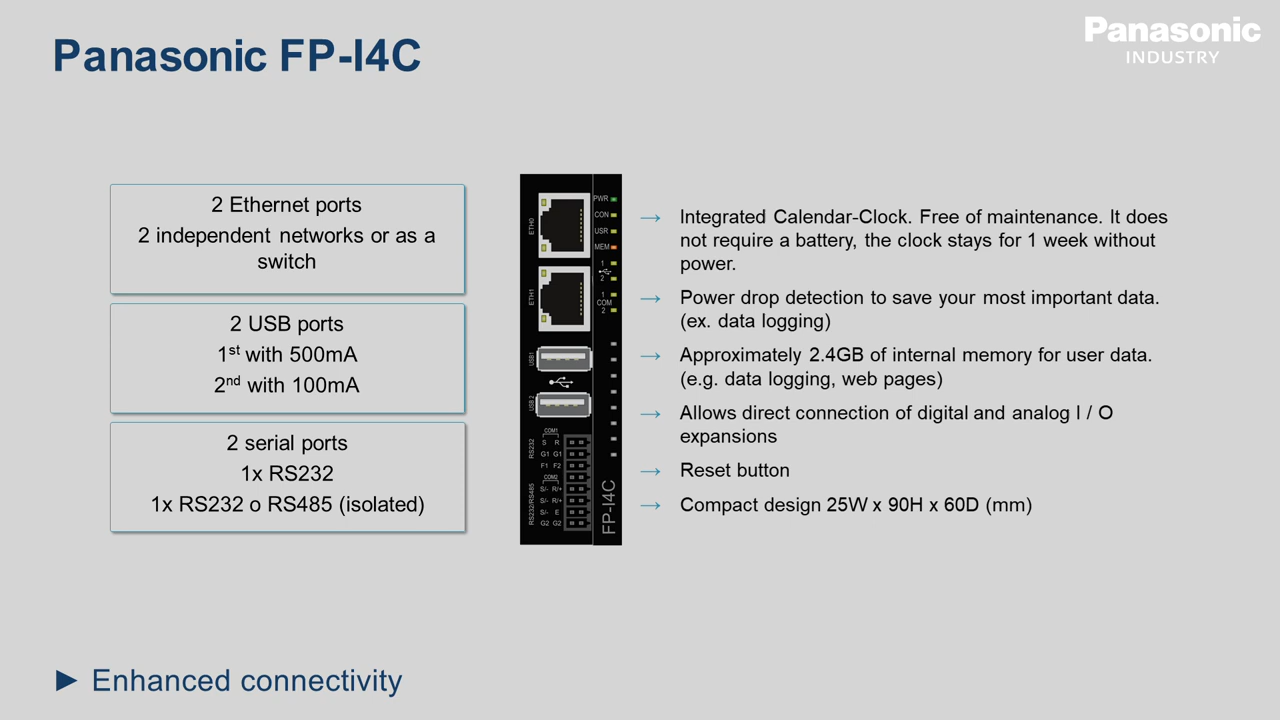 Panasonic FP-I4C
Panasonic
INDUSTRY
2 Ethernet ports
2 independent networks or as a
switch
2 USB ports
1st with 500mA
2nd with 100mA
2 serial ports
1x RS232
1x RS232 o RS485 (isolated)
ETH0
ETH1
USB1
USB 2
PWR
CON
USR
MEM
1
2
1
COM
2
COM1
RS232
S R
G1 G1
F1 F2
COM2
RS232/RS485
S/- R/+
S/- R/+
S/- E
G2 G2
FP-I4C
→ Integrated Calendar-Clock. Free of maintenance. It does
not require a battery, the clock stays for 1 week without
power.
→ Power drop detection to save your most important data.
(ex. data logging)
→ Approximately 2.4GB of internal memory for user data.
(e.g. data logging, web pages)
→ Allows direct connection of digital and analog I / O
expansions
→ Reset button
→ Compact design 25W x 90H x 60D (mm)
► Enhanced connectivity